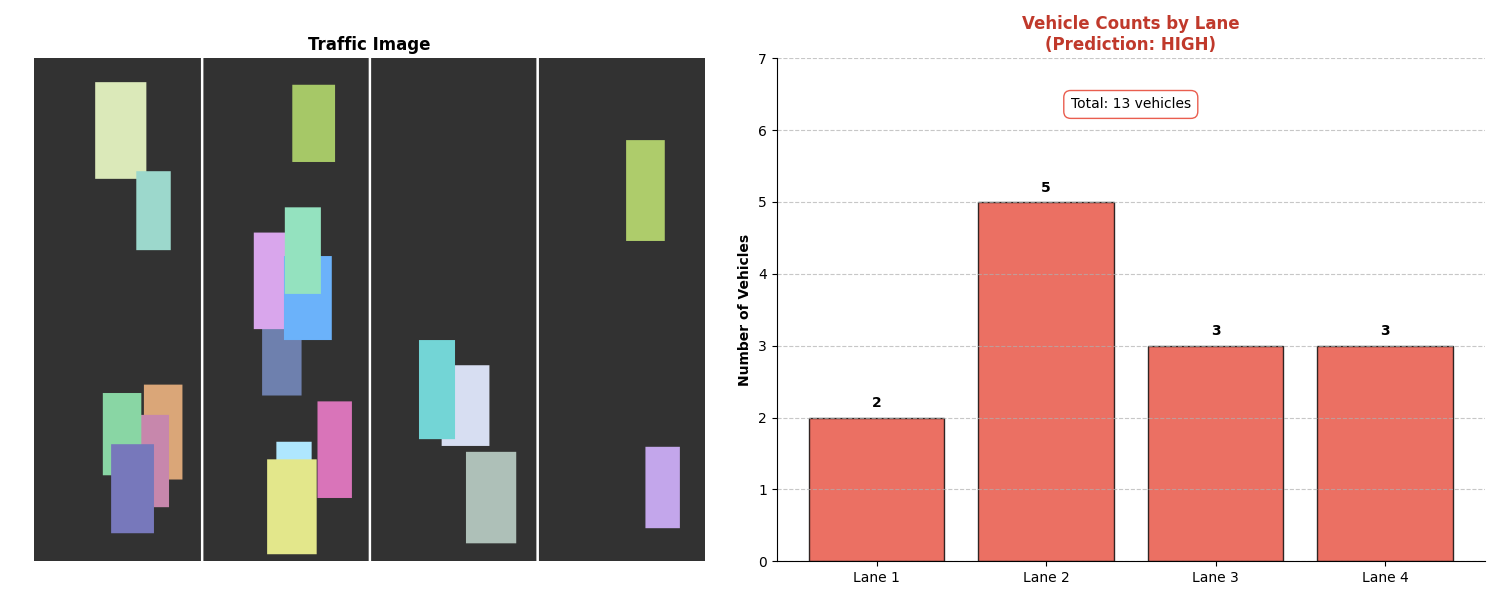 Traffic Image
Vehicle Counts by Lane
(Prediction: HIGH)
Total: 13 vehicles
Number of Vehicles
7
6
5
4
3
2
1
0
2
5
3
3
Lane 1
Lane 2
Lane 3
Lane 4